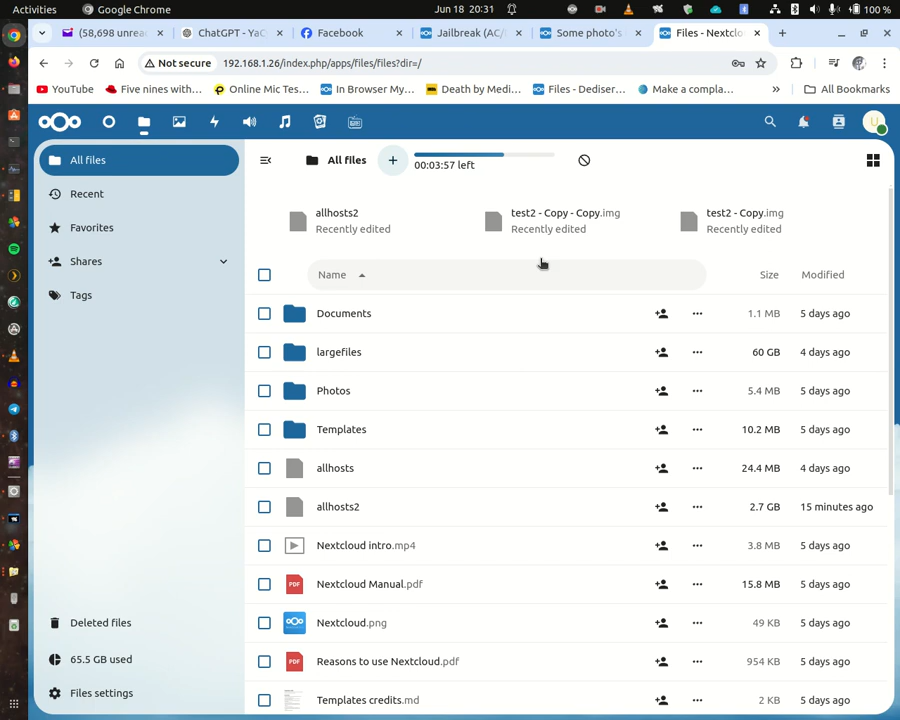 Activities
Google Chrome
Jun 18 20:31
100 %
(58,698 unrea
ChatGPT - YaC
Facebook
Jailbreak (AC/
Some photo's
Files - Nextclo
Not secure
192.168.1.26/index.php/apps/files/files?dir=/
YouTube
Five nines with...
Online Mic Tes...
In Browser My...
Death by Medi...
Files - Dediser...
Make a compla...
»
All Bookmarks
U
All files
Recent
Favorites
Shares
Tags
Deleted files
65.5 GB used
Files settings
All files
00:03:57 left
allhosts2
Recently edited
test2 - Copy - Copy.img
Recently edited
test2 - Copy.img
Recently edited
Name
Size
Modified
Documents
1.1 MB
5 days ago
largefiles
60 GB
4 days ago
Photos
5.4 MB
5 days ago
Templates
10.2 MB
5 days ago
allhosts
24.4 MB
4 days ago
allhosts2
2.7 GB
15 minutes ago
Nextcloud intro.mp4
3.8 MB
5 days ago
PDF
Nextcloud Manual.pdf
15.8 MB
5 days ago
Nextcloud.png
49 KB
5 days ago
PDF
Reasons to use Nextcloud.pdf
954 KB
5 days ago
Templates credits.md
2 KB
5 days ago